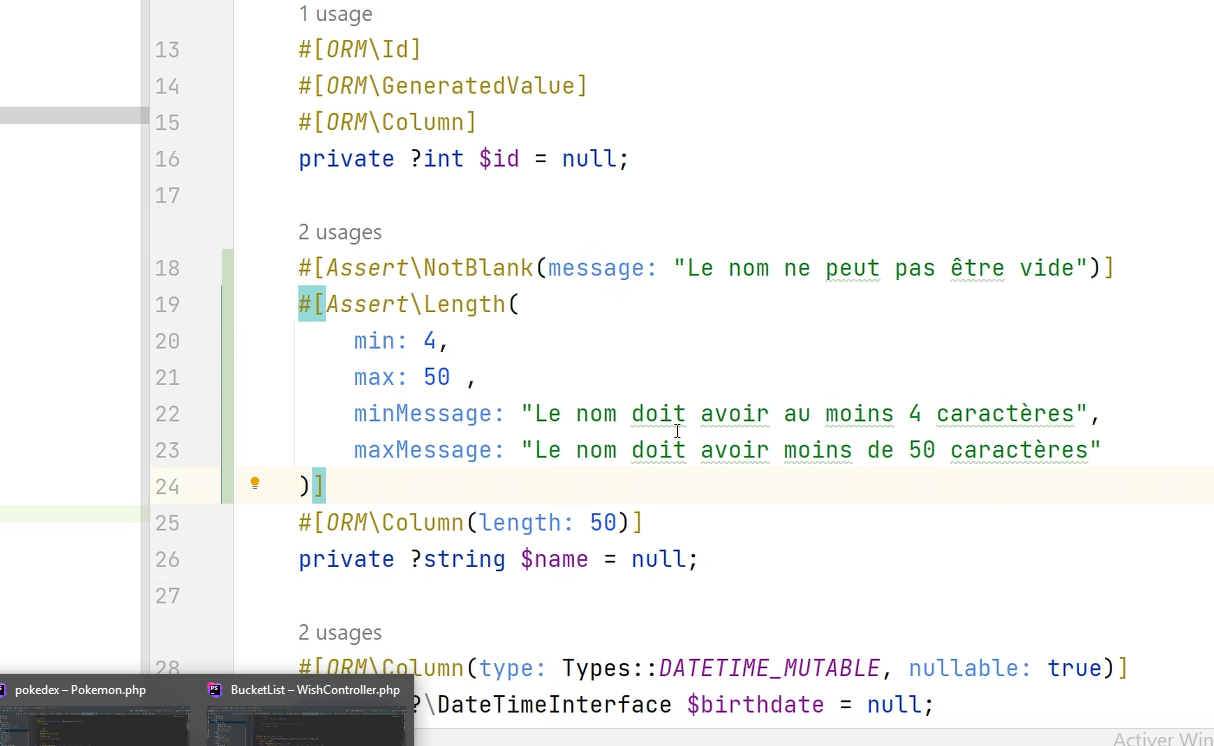 1 usage
13 #[ORM\Id]
14 #[ORM\GeneratedValue]
15 #[ORM\Column]
16 private ?int $id = null;
17
2 usages
18 #[Assert\NotBlank(message: "Le nom ne peut pas être vide")]
19 #[Assert\Length(
20 min: 4,
21 max: 50 ,
22 minMessage: "Le nom doit avoir au moins 4 caractères",
23 maxMessage: "Le nom doit avoir moins de 50 caractères"
24 )]
25 #[ORM\Column(length: 50)]
26 private ?string $name = null;
27
2 usages
28 #[ORM\Column(type: Types::DATETIME_MUTABLE, nullable: true)]
?\DateTimeInterface $birthdate = null;
pokedex – Pokemon.php
BucketList – WishController.php
Activer Win